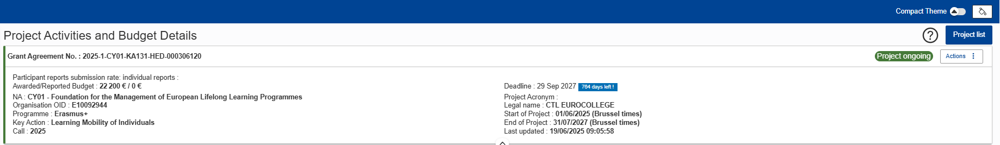 Compact Theme
Project Activities and Budget Details
Project list
Grant Agreement No. : 2025-1-CY01-KA131-HED-000306120
Project ongoing
Actions
Participant reports submission rate: individual reports :
Awarded/Reported Budget : 22 200 € / 0 €
NA : CY01 - Foundation for the Management of European Lifelong Learning Programmes
Organisation OID : E10092944
Programme : Erasmus+
Key Action : Learning Mobility of Individuals
Call : 2025
Deadline : 29 Sep 2027 764 days left !
Project Acronym :
Legal name : CTL EUROCOLLEGE
Start of Project : 01/06/2025 (Brussel times)
End of Project : 31/07/2027 (Brussel times)
Last updated : 19/06/2025 09:05:58